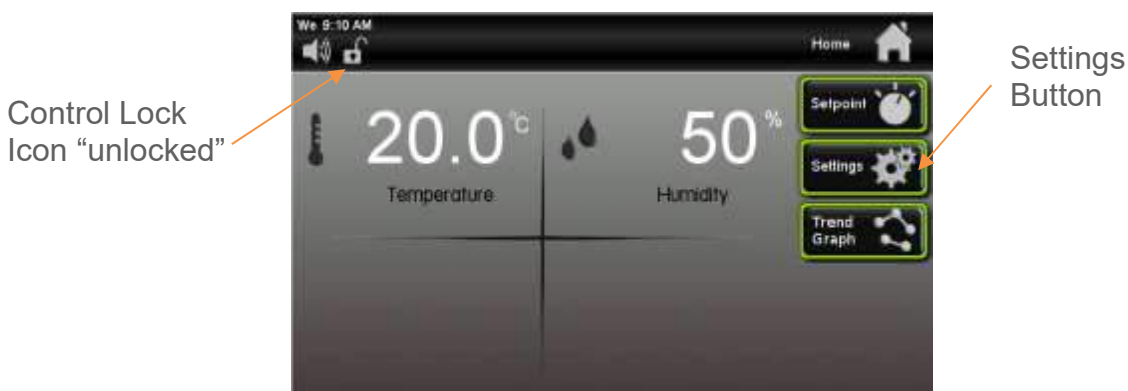 We 9:10 AM
Home
Settings
Button
Control Lock
Icon “unlocked”
Setpoint
20.0°C
50%
Settings
Temperature
Humidity
Trend
Graph